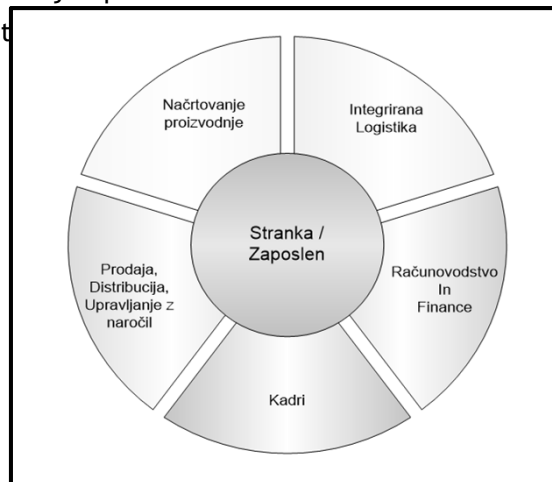 t
Načrtovanje
proizvodnje
Integrirana
Logistika
Stranka /
Zaposlen
Prodaja,
Distribucija,
Upravljanje z
naročil
Računovodstvo
In
Finance
Kadri